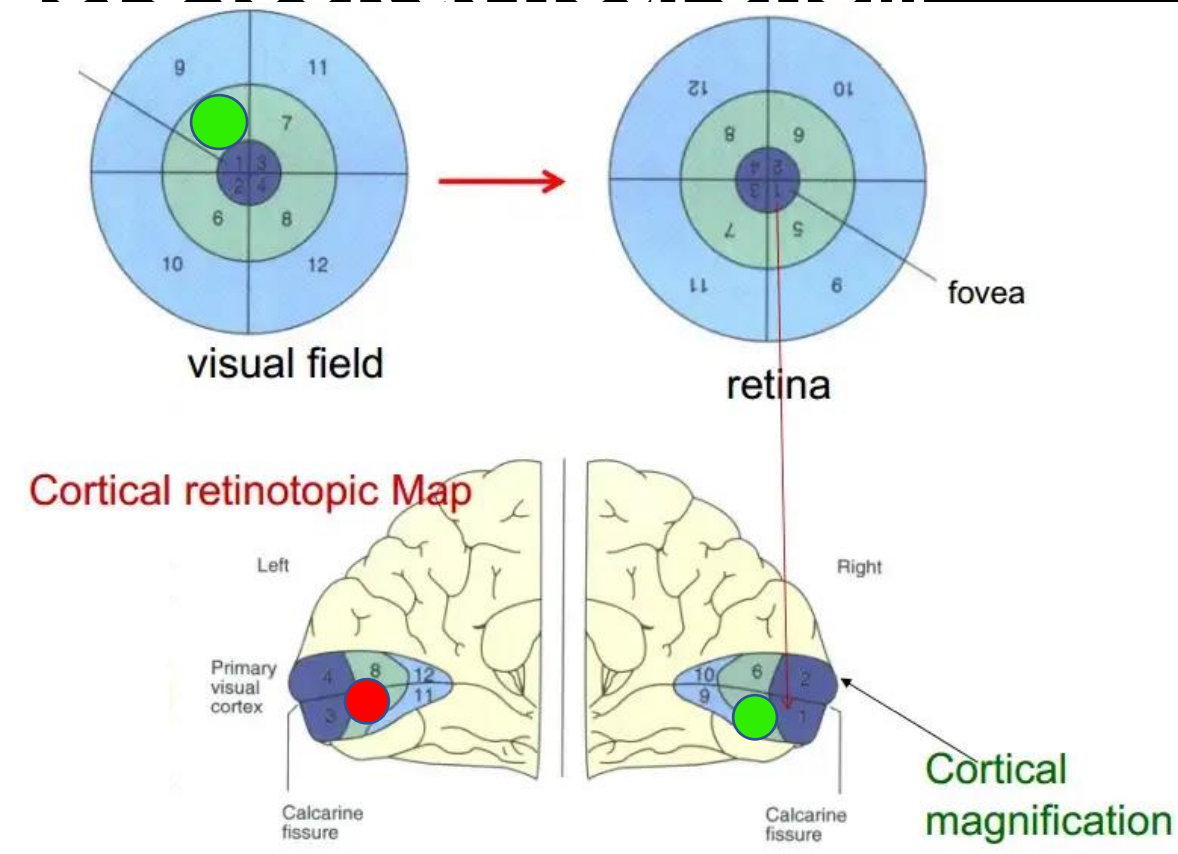 9 11
7
1 3
2 4
6 8
10 12
visual field
12 10
8 6
4 2
3 1
7 5
11 9
fovea
retina
Cortical retinotopic Map
Left
Right
Primary
visual
cortex
4 8 12
3 11
10 6 2
9 1
Calcarine
fissure
Calcarine
fissure
Cortical
magnification